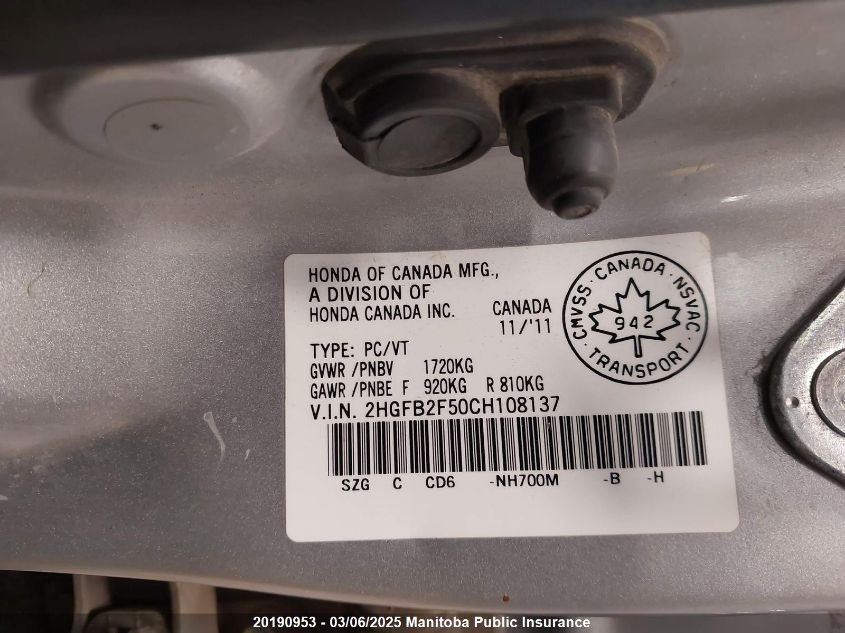 HONDA OF CANADA MFG.,
A DIVISION OF
HONDA CANADA INC. CANADA
11/'11
TYPE: PC/VT
GVWR /PNBV 1720KG
GAWR /PNBE F 920KG R 810KG
V.I.N. 2HGFB2F50CH108137
SZG C CD6 -NH700M -B -H
CMVSS · CANADA · NSVAC
942
TRANSPORT
20190953 - 03/06/2025 Manitoba Public Insurance